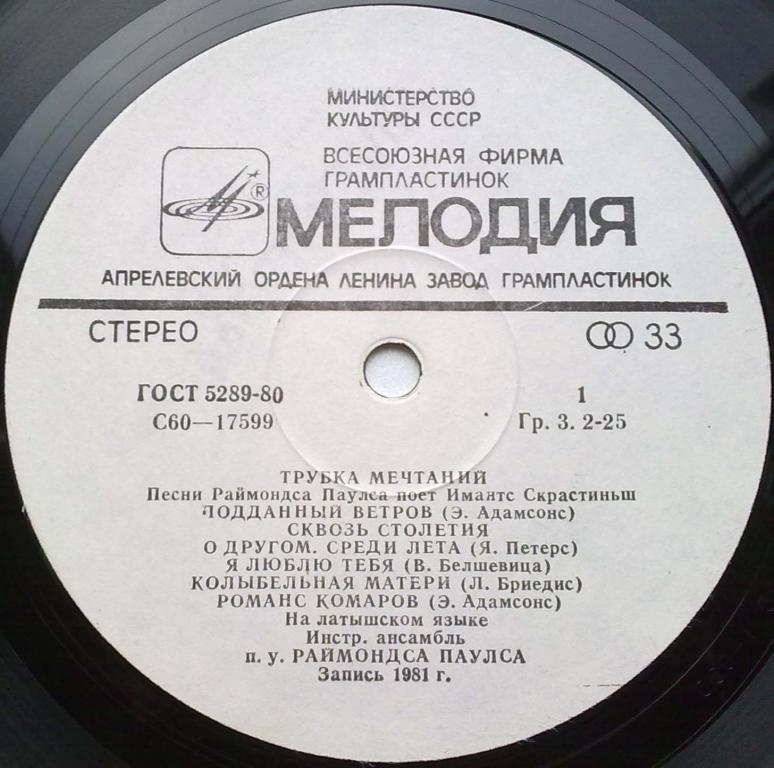 МИНИСТЕРСТВО
КУЛЬТУРЫ СССР
ВСЕСОЮЗНАЯ ФИРМА
ГРАМПЛАСТИНОК
®
МЕЛОДИЯ
АПРЕЛЕВСКИЙ ОРДЕНА ЛЕНИНА ЗАВОД ГРАМПЛАСТИНОК
СТЕРЕО 33
ГОСТ 5289-80 1
С60—17599 Гр. 3. 2-25
ТРУБКА МЕЧТАНИЙ
Песни Раймондса Паулса поет Имантс Скрастиньш
ПОДДАННЫЙ ВЕТРОВ (Э. Адамсонс)
СКВОЗЬ СТОЛЕТИЯ
О ДРУГОМ. СРЕДИ ЛЕТА (Я. Петерс)
Я ЛЮБЛЮ ТЕБЯ (В. Белшевица)
КОЛЫБЕЛЬНАЯ МАТЕРИ (Л. Бриедис)
РОМАНС КОМАРОВ (Э. Адамсонс)
На латышском языке
Инстр. ансамбль
п. у. РАЙМОНДСА ПАУЛСА
Запись 1981 г.